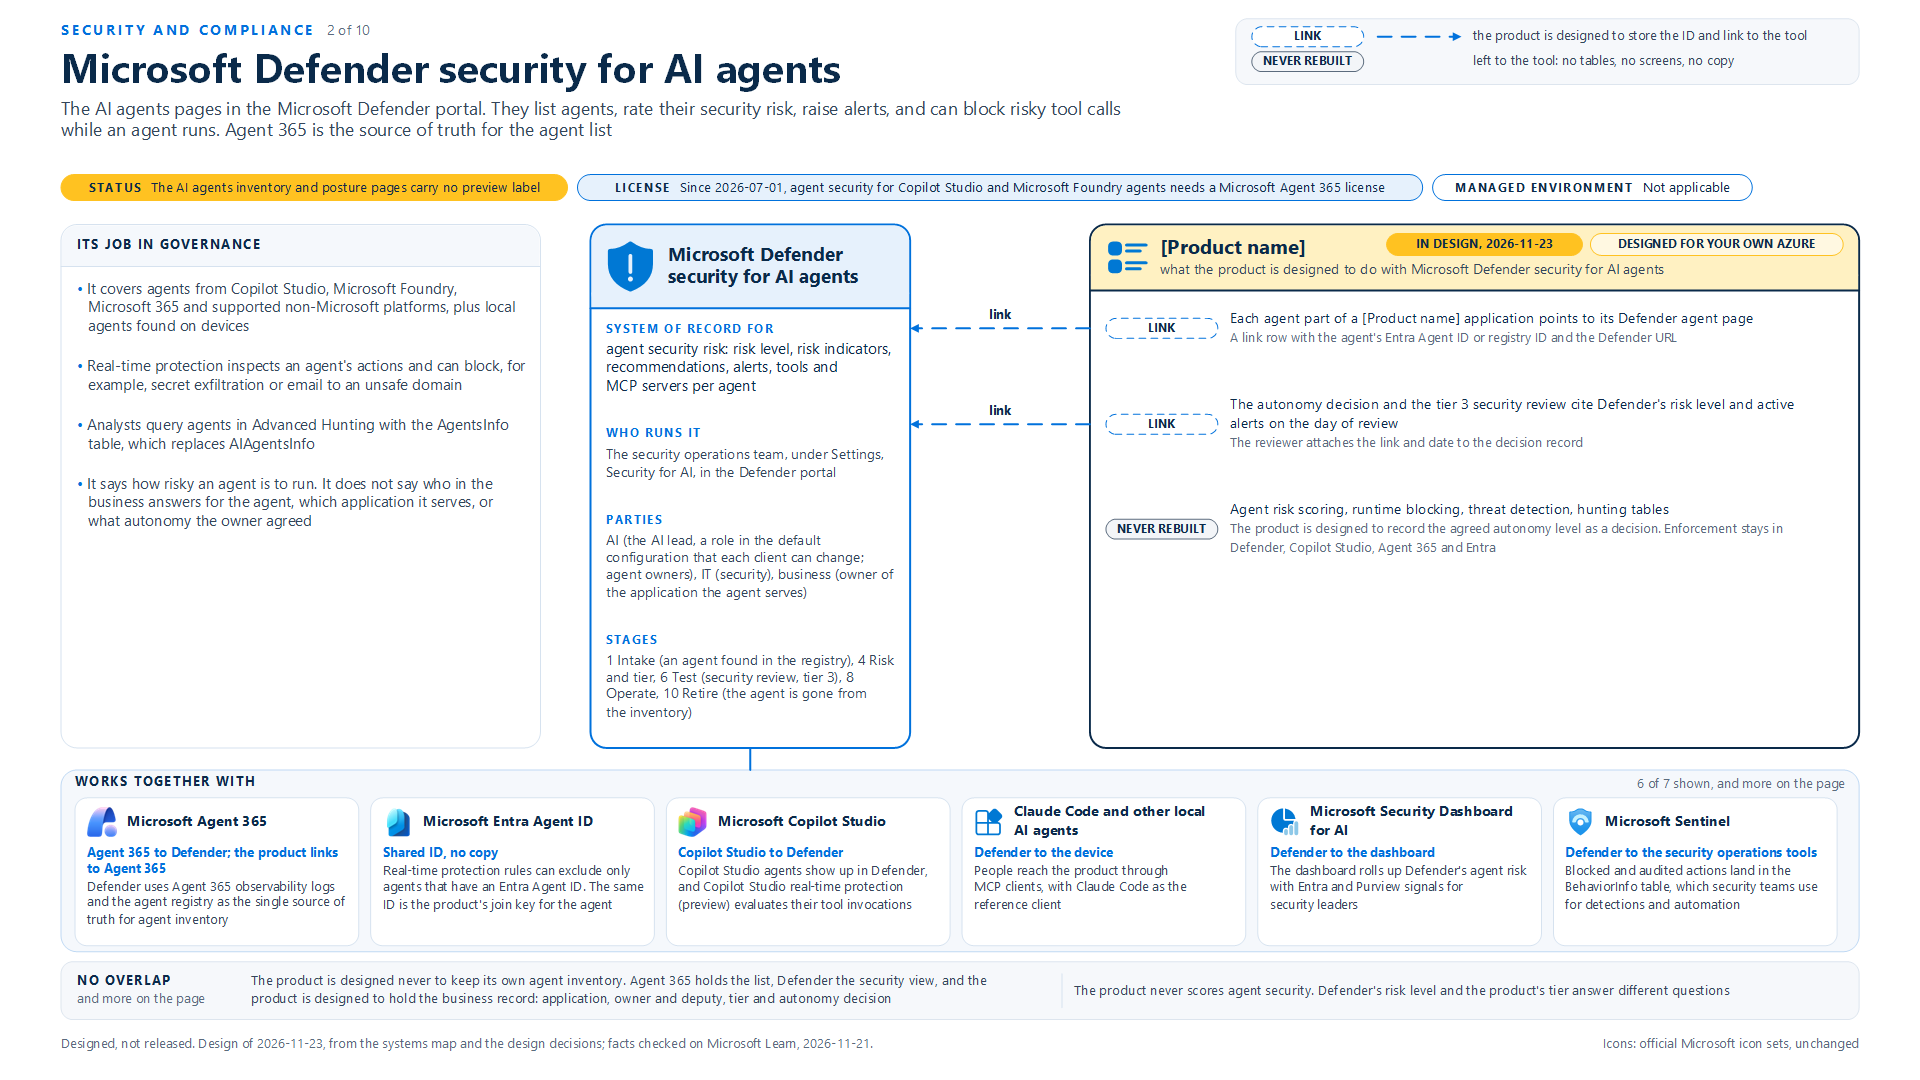 SECURITY AND COMPLIANCE 2 of 10
Microsoft Defender security for AI agents
The AI agents pages in the Microsoft Defender portal. They list agents, rate their security risk, raise alerts, and can block risky tool calls
while an agent runs. Agent 365 is the source of truth for the agent list
LINK the product is designed to store the ID and link to the tool
NEVER REBUILT left to the tool: no tables, no screens, no copy
STATUS The AI agents inventory and posture pages carry no preview label
LICENSE Since 2026-07-01, agent security for Copilot Studio and Microsoft Foundry agents needs a Microsoft Agent 365 license
MANAGED ENVIRONMENT Not applicable
ITS JOB IN GOVERNANCE
• It covers agents from Copilot Studio, Microsoft Foundry,
Microsoft 365 and supported non-Microsoft platforms, plus local
agents found on devices
• Real-time protection inspects an agent's actions and can block, for
example, secret exfiltration or email to an unsafe domain
• Analysts query agents in Advanced Hunting with the AgentsInfo
table, which replaces AIAgentsInfo
• It says how risky an agent is to run. It does not say who in the
business answers for the agent, which application it serves, or
what autonomy the owner agreed
Microsoft Defender
security for AI agents
SYSTEM OF RECORD FOR
agent security risk: risk level, risk indicators,
recommendations, alerts, tools and
MCP servers per agent
WHO RUNS IT
The security operations team, under Settings,
Security for AI, in the Defender portal
PARTIES
AI (the AI lead, a role in the default
configuration that each client can change;
agent owners), IT (security), business (owner of
the application the agent serves)
STAGES
1 Intake (an agent found in the registry), 4 Risk
and tier, 6 Test (security review, tier 3), 8
Operate, 10 Retire (the agent is gone from
the inventory)
link
link
[Product name]
IN DESIGN, 2026-11-23
DESIGNED FOR YOUR OWN AZURE
what the product is designed to do with Microsoft Defender security for AI agents
LINK
Each agent part of a [Product name] application points to its Defender agent page
A link row with the agent's Entra Agent ID or registry ID and the Defender URL
LINK
The autonomy decision and the tier 3 security review cite Defender's risk level and active
alerts on the day of review
The reviewer attaches the link and date to the decision record
NEVER REBUILT
Agent risk scoring, runtime blocking, threat detection, hunting tables
The product is designed to record the agreed autonomy level as a decision. Enforcement stays in
Defender, Copilot Studio, Agent 365 and Entra
WORKS TOGETHER WITH
6 of 7 shown, and more on the page
Microsoft Agent 365
Agent 365 to Defender; the product links
to Agent 365
Defender uses Agent 365 observability logs
and the agent registry as the single source of
truth for agent inventory
Microsoft Entra Agent ID
Shared ID, no copy
Real-time protection rules can exclude only
agents that have an Entra Agent ID. The same
ID is the product's join key for the agent
Microsoft Copilot Studio
Copilot Studio to Defender
Copilot Studio agents show up in Defender,
and Copilot Studio real-time protection
(preview) evaluates their tool invocations
Claude Code and other local
AI agents
Defender to the device
People reach the product through
MCP clients, with Claude Code as the
reference client
Microsoft Security Dashboard
for AI
Defender to the dashboard
The dashboard rolls up Defender's agent risk
with Entra and Purview signals for
security leaders
Microsoft Sentinel
Defender to the security operations tools
Blocked and audited actions land in the
BehaviorInfo table, which security teams use
for detections and automation
NO OVERLAP
and more on the page
The product is designed never to keep its own agent inventory. Agent 365 holds the list, Defender the security view, and the
product is designed to hold the business record: application, owner and deputy, tier and autonomy decision
The product never scores agent security. Defender's risk level and the product's tier answer different questions
Designed, not released. Design of 2026-11-23, from the systems map and the design decisions; facts checked on Microsoft Learn, 2026-11-21.
Icons: official Microsoft icon sets, unchanged